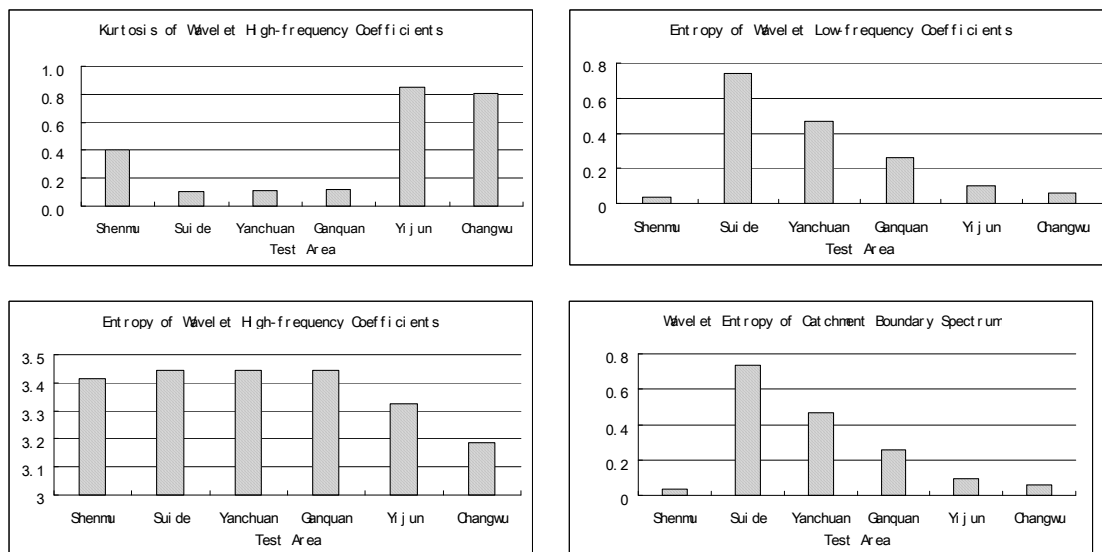 Kurtosis of Wavelet High-frequency Coefficients
1.0
0.8
0.6
0.4
0.2
0.0
Shenmu Suide Yanchuan Ganquan Yijun Changwu
Test Area
Entropy of Wavelet Low-frequency Coefficients
0.8
0.6
0.4
0.2
0
Shenmu Suide Yanchuan Ganquan Yijun Changwu
Test Area
Entropy of Wavelet High-frequency Coefficients
3.5
3.4
3.3
3.2
3.1
3
Shenmu Suide Yanchuan Ganquan Yijun Changwu
Test Area
Wavelet Entropy of Catchment Boundary Spectrum
0.8
0.6
0.4
0.2
0
Shenmu Suide Yanchuan Ganquan Yijun Changwu
Test Area